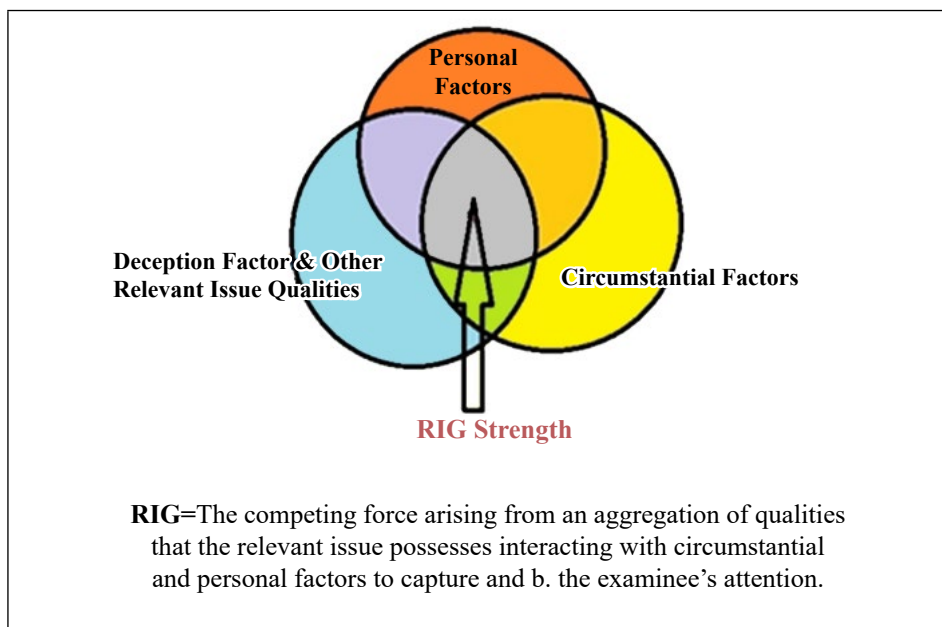 Personal
Factors
Deception Factor & Other
Relevant Issue Qualities
Circumstantial Factors
RIG Strength
RIG=The competing force arising from an aggregation of qualities
that the relevant issue possesses interacting with circumstantial
and personal factors to capture and b. the examinee’s attention.